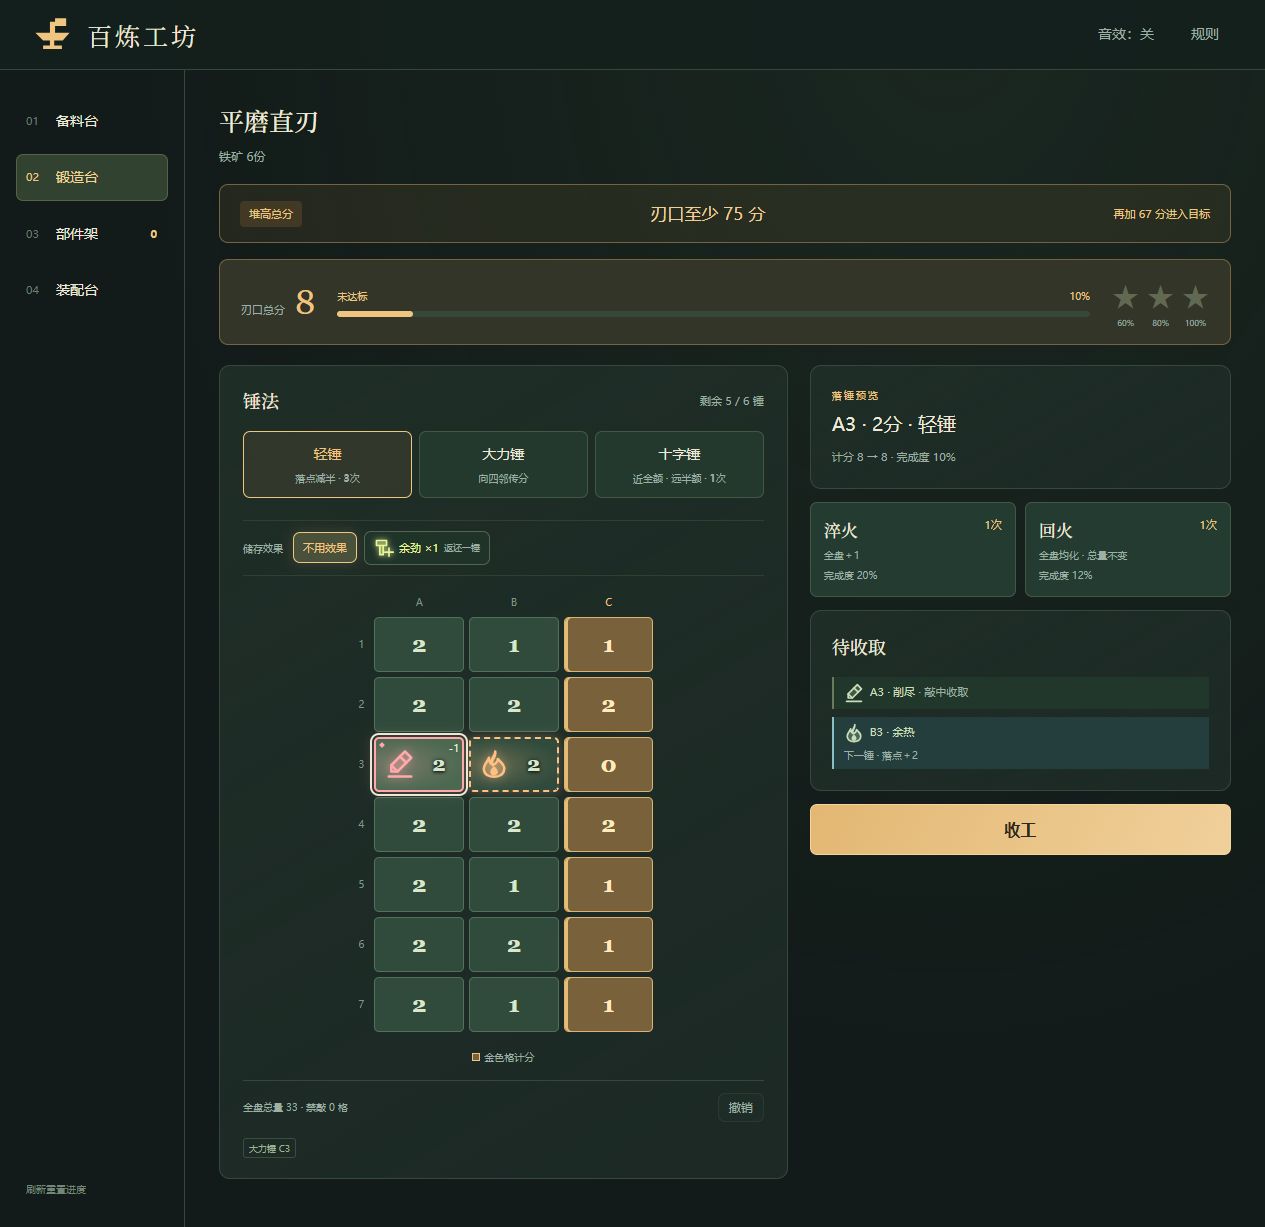 百炼工坊
音效：关
规则
01 备料台
02 锻造台
03 部件架 0
04 装配台
刷新重置进度
平磨直刃
铁矿 6份
堆高总分
刃口至少 75 分
再加 67 分进入目标
刃口总分 8
未达标
10%
60% 80% 100%
锤法
剩余 5 / 6 锤
轻锤
落点减半 · 3次
大力锤
向四邻传分
十字锤
近全额 · 远半额 · 1次
储存效果
不用效果
余劲 ×1 返还一锤
A B C
1 2 1 1
2 2 2 2
3 -1 2 2 0
4 2 2 2
5 2 1 1
6 2 2 1
7 2 1 1
金色格计分
全盘总量 33 · 禁敲 0 格
撤销
大力锤 C3
落锤预览
A3 · 2分 · 轻锤
计分 8 → 8 · 完成度 10%
淬火 1次
全盘 + 1
完成度 20%
回火 1次
全盘均化 · 总量不变
完成度 12%
待收取
A3 · 削尽 · 敲中收取
B3 · 余热
下一锤 · 落点 + 2
收工